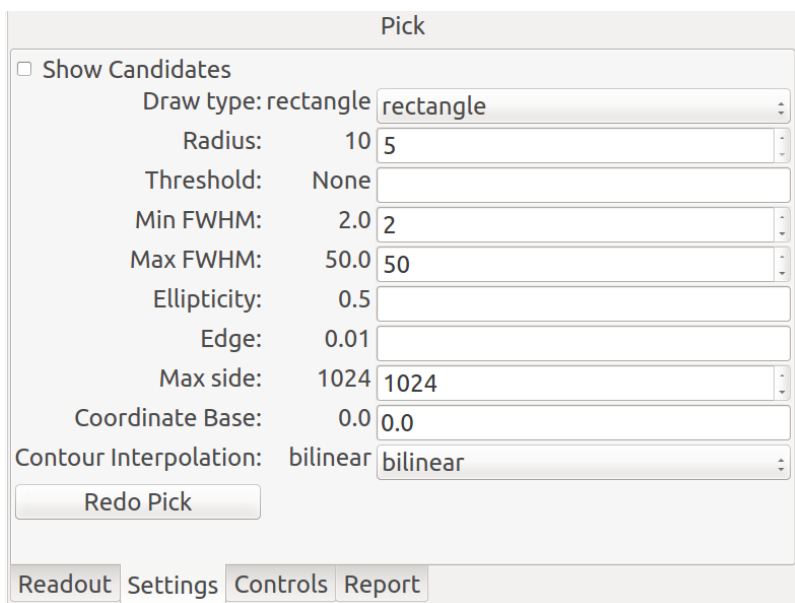 Pick
Show Candidates
Draw type: rectangle rectangle
Radius: 10 5
Threshold: None
Min FWHM: 2.0 2
Max FWHM: 50.0 50
Ellipticity: 0.5
Edge: 0.01
Max side: 1024 1024
Coordinate Base: 0.0 0.0
Contour Interpolation: bilinear bilinear
Redo Pick
Readout Settings Controls Report